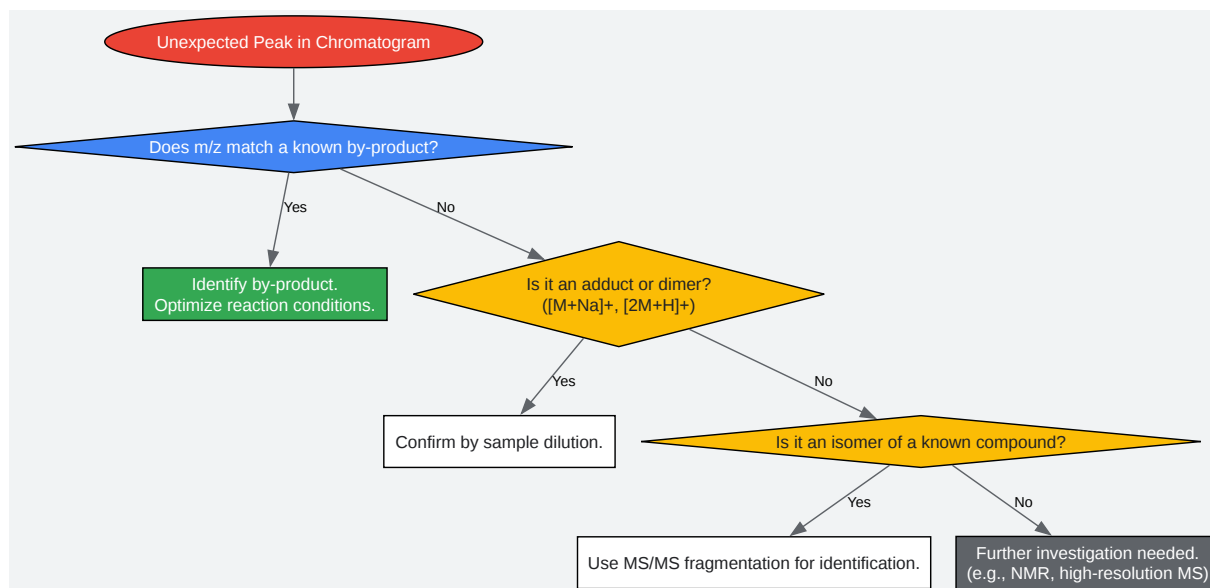 Unexpected Peak in Chromatogram
Does m/z match a known by-product?
Yes
No
Identify by-product.
Optimize reaction conditions.
Is it an adduct or dimer?
([M+Na]+, [2M+H]+)
Yes
No
Confirm by sample dilution.
Is it an isomer of a known compound?
Yes
No
Use MS/MS fragmentation for identification.
Further investigation needed.
(e.g., NMR, high-resolution MS)